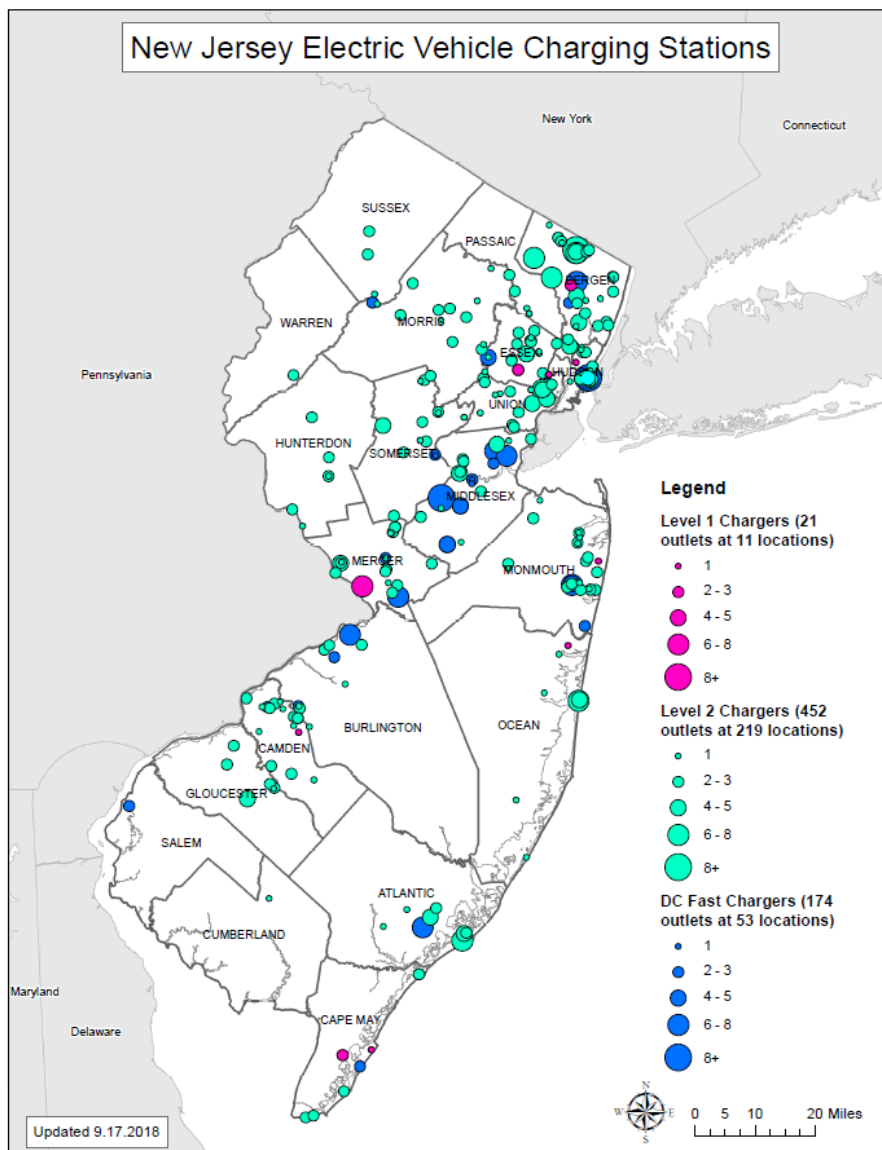 New Jersey Electric Vehicle Charging Stations
New York
Connecticut
SUSSEX
PASSAIC
BERGEN
WARREN
MORRIS
ESSEX
Pennsylvania
HUDSON
UNION
HUNTERDON
SOMERSET
MIDDLESEX
MERCER
MONMOUTH
BURLINGTON
OCEAN
CAMDEN
GLOUCESTER
SALEM
ATLANTIC
CUMBERLAND
Maryland
Delaware
CAPE MAY
Legend
Level 1 Chargers (21
outlets at 11 locations)
1
2 - 3
4 - 5
6 - 8
8+
Level 2 Chargers (452
outlets at 219 locations)
1
2 - 3
4 - 5
6 - 8
8+
DC Fast Chargers (174
outlets at 53 locations)
1
2 - 3
4 - 5
6 - 8
8+
N
W E
S
0 5 10 20 Miles
Updated 9.17.2018